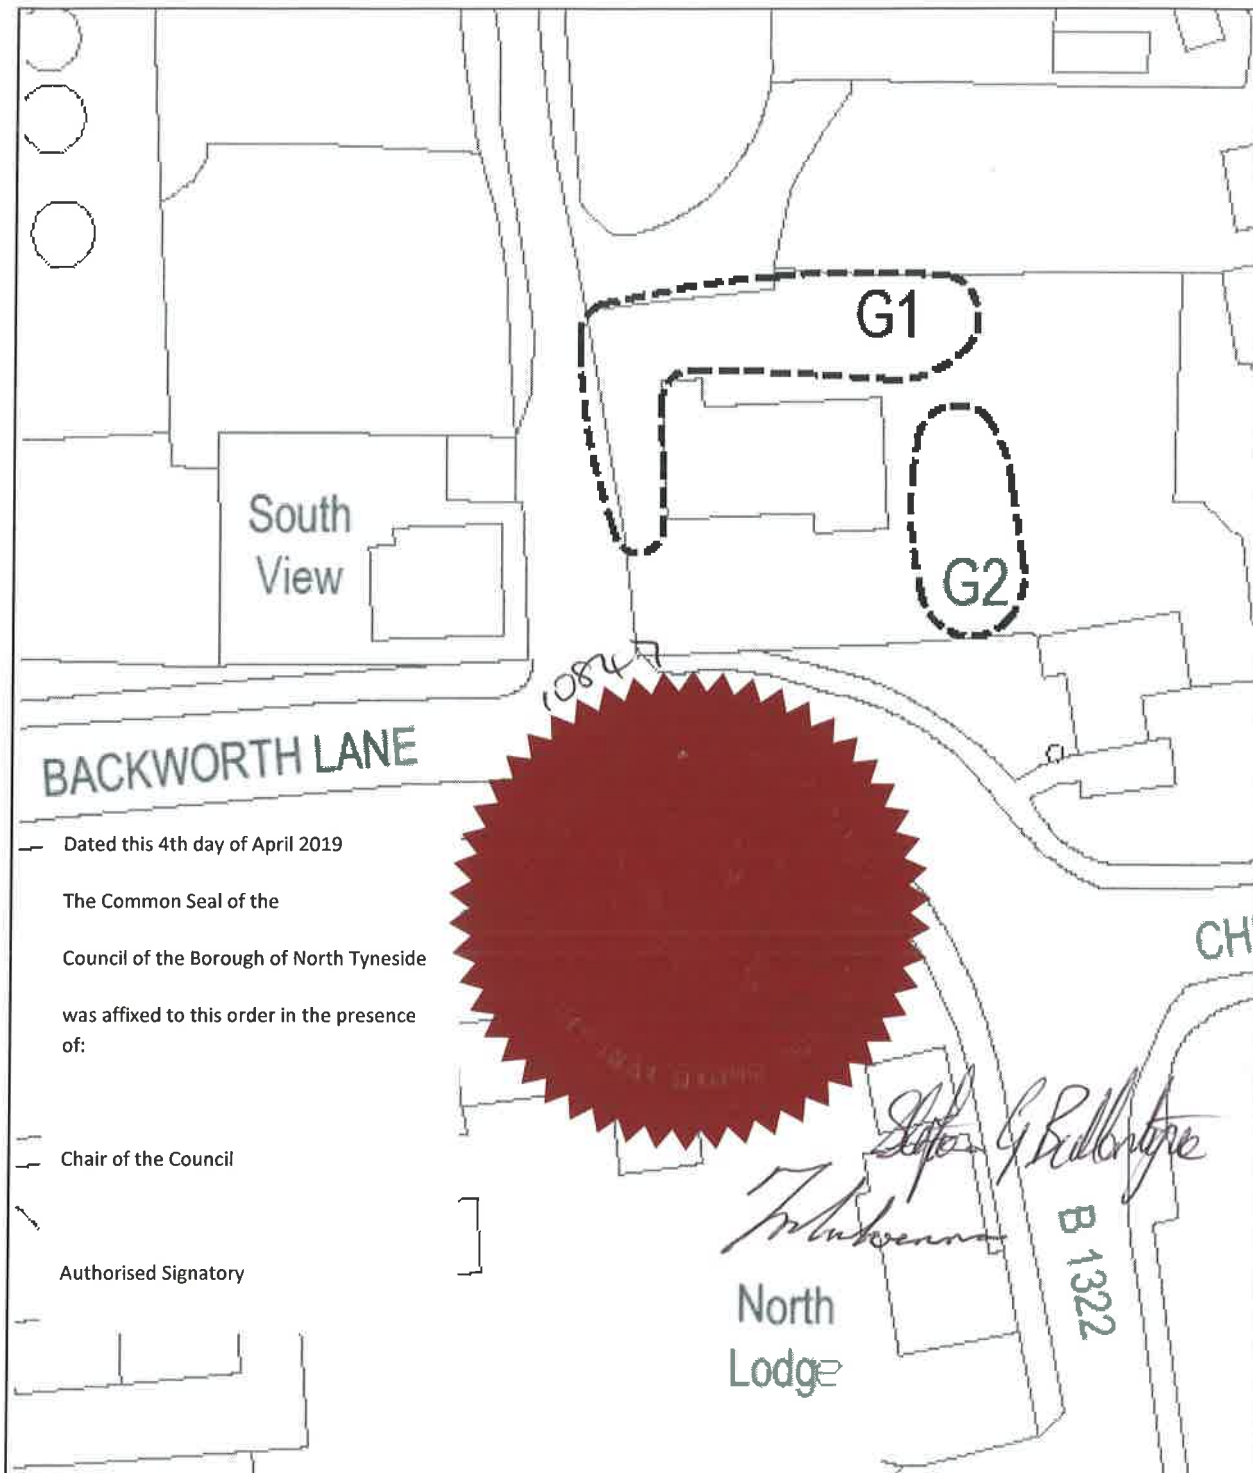 G1
South
View
G2
BACKWORTH LANE
Dated this 4th day of April 2019
The Common Seal of the
Council of the Borough of North Tyneside
was affixed to this order in the presence
of:
CH
Chair of the Council
Authorised Signatory
B 1322
North
Lodge